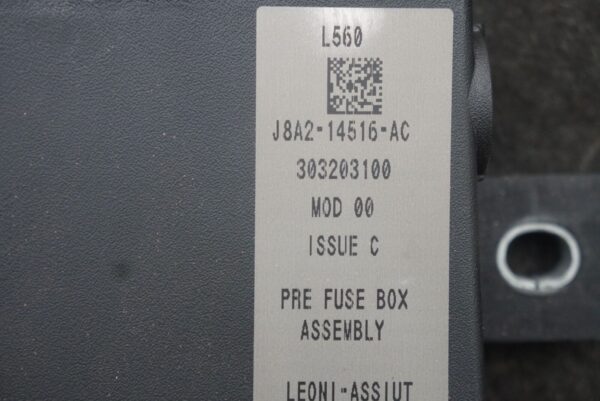 L560
J8A2-14516-AC
303203100
MOD 00
ISSUE C
PRE FUSE BOX
ASSEMBLY
LEONI-ASSIUT